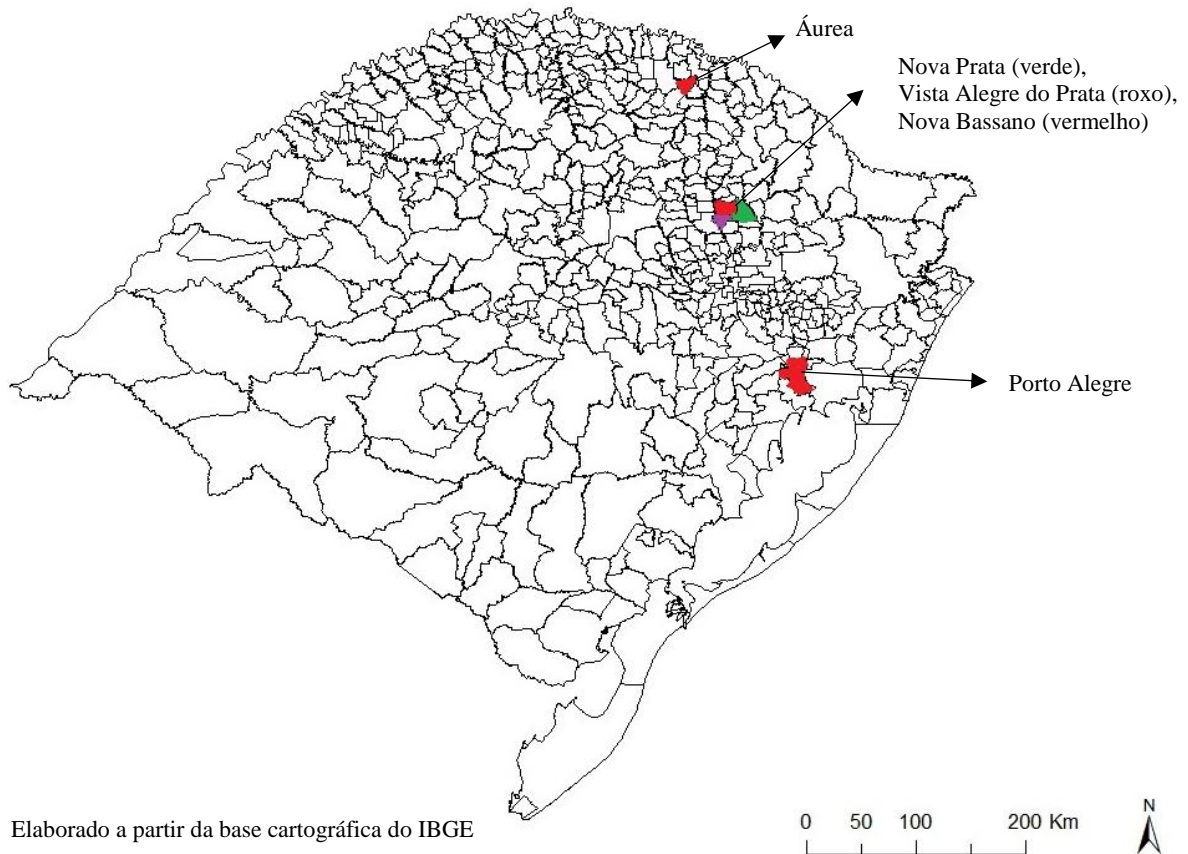 Áurea
Nova Prata (verde),
Vista Alegre do Prata (roxo),
Nova Bassano (vermelho)
Porto Alegre
Elaborado a partir da base cartográfica do IBGE
0 50 100 200 Km
N